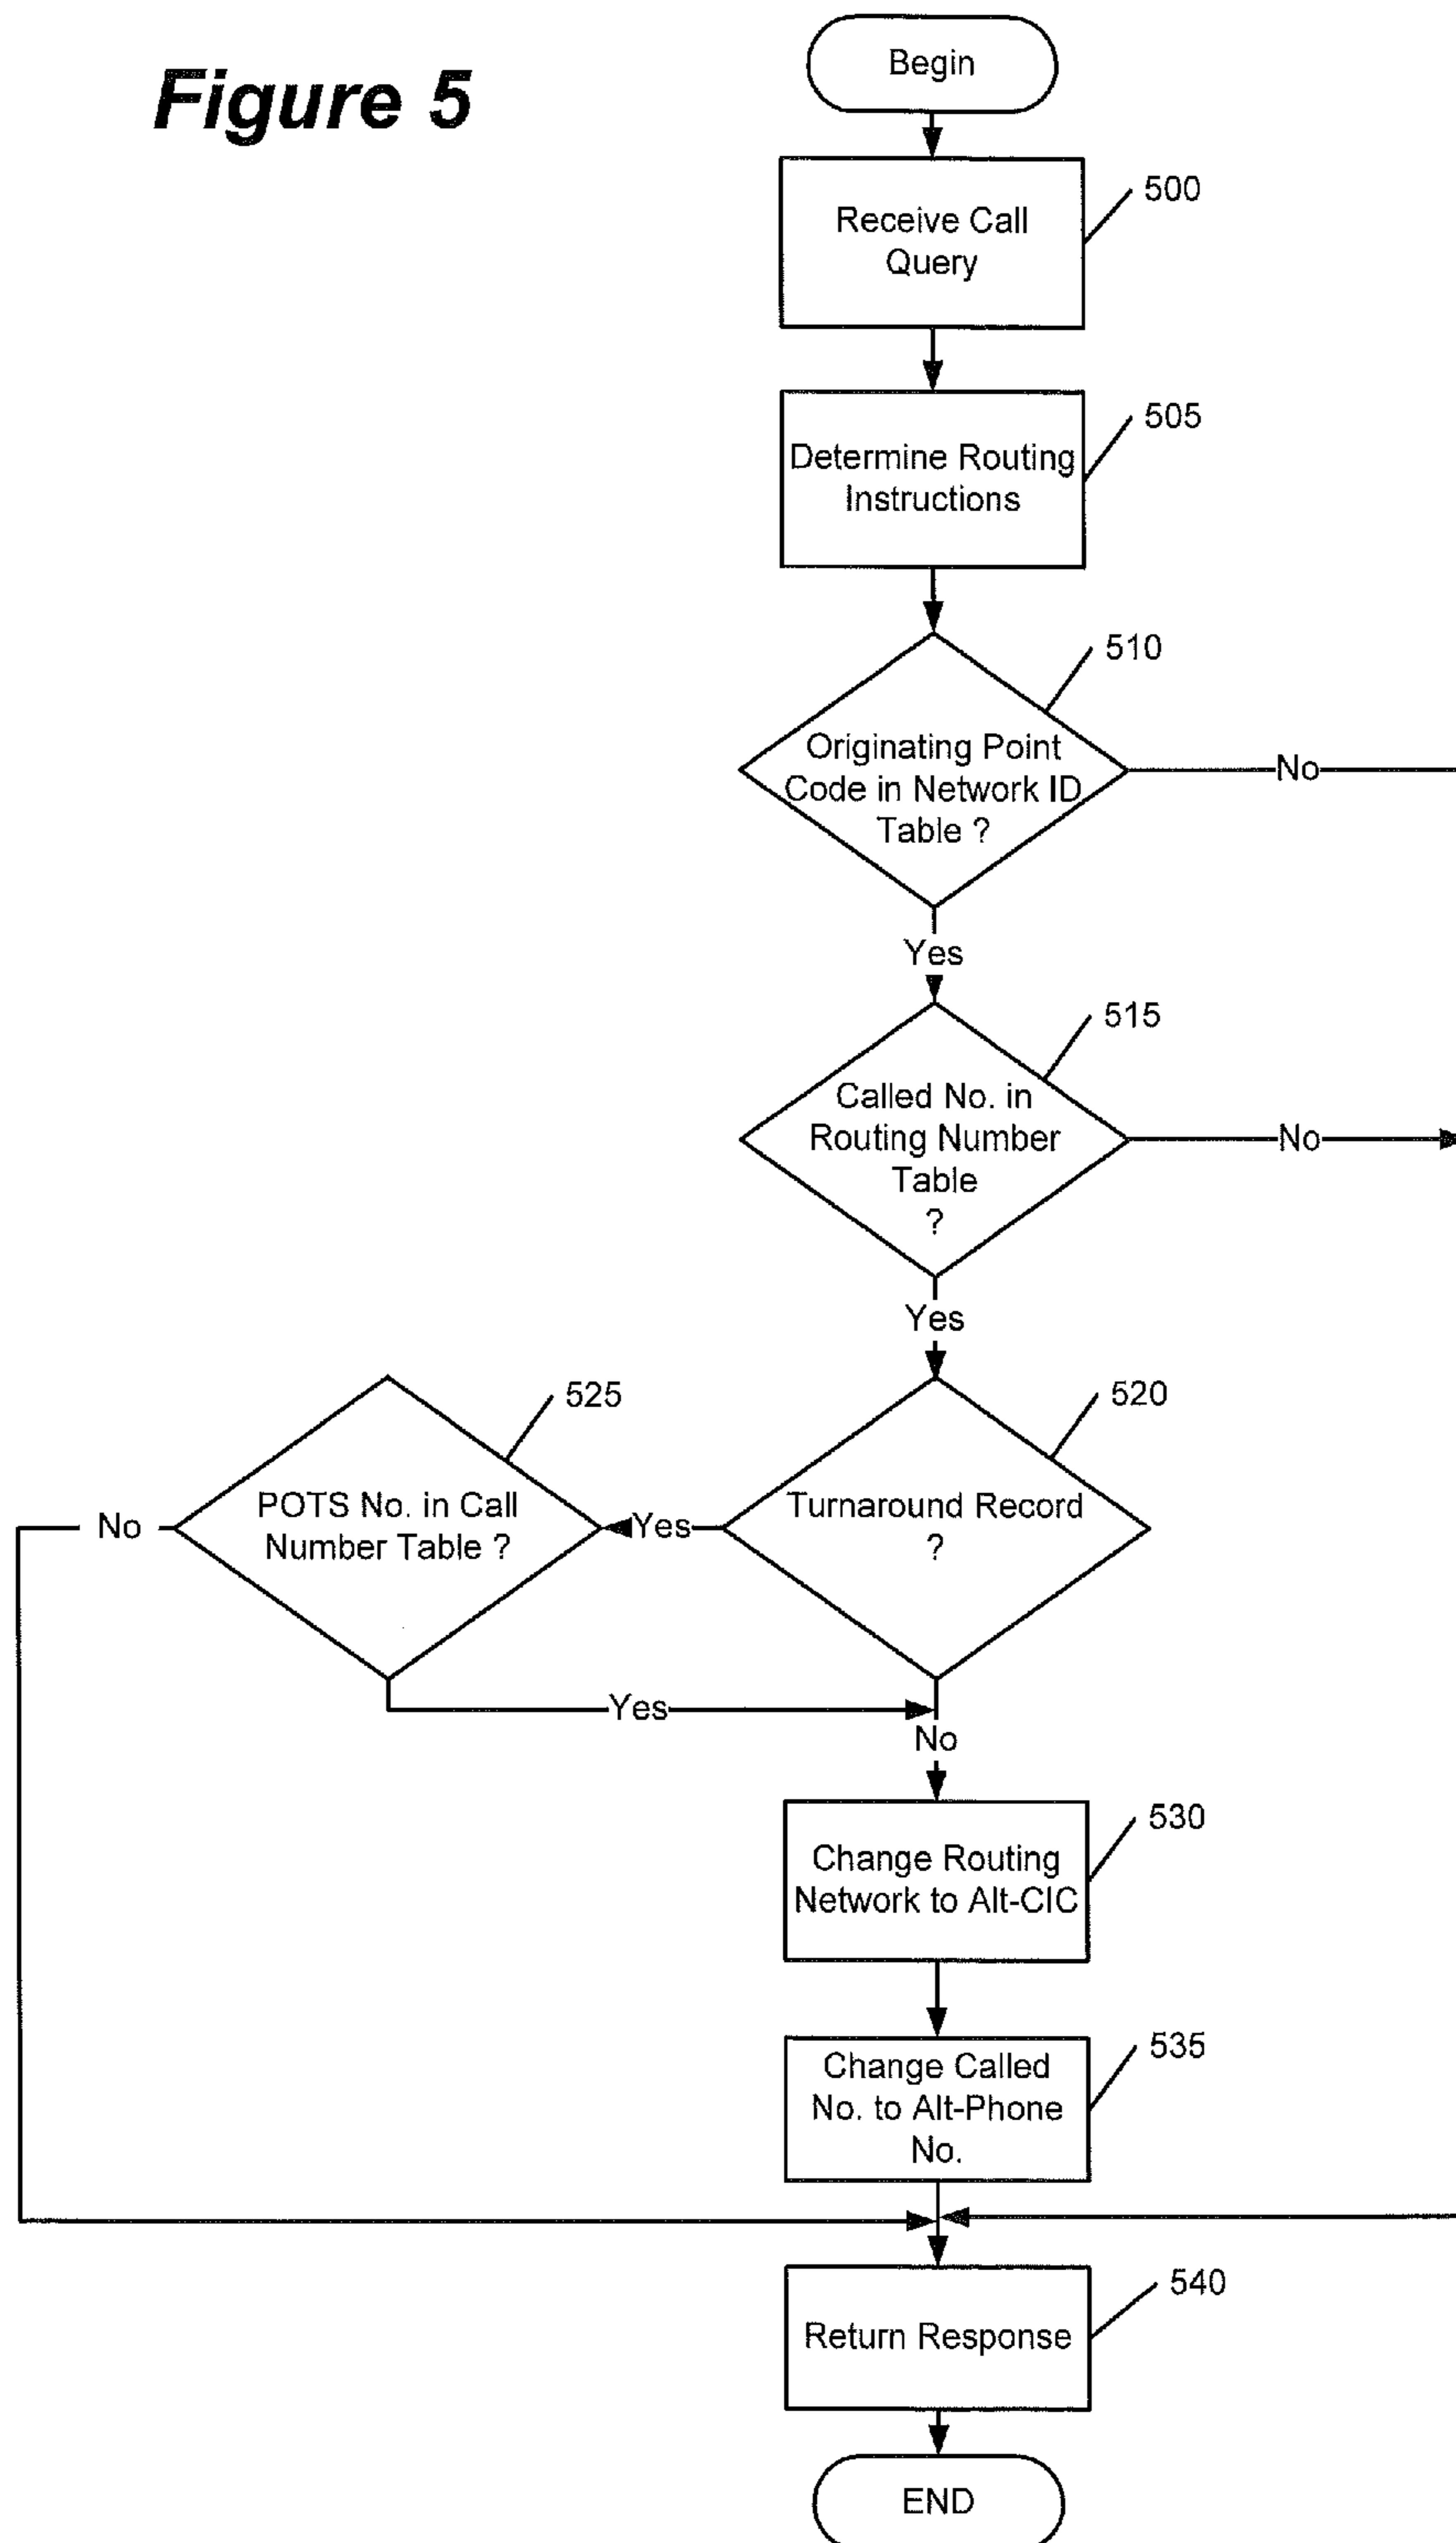 Figure 5
Begin
Receive Call
Query
500
Determine Routing
Instructions
505
Originating Point
Code in Network ID
Table ?
510
No
Yes
Called No. in
Routing Number
Table
?
515
No
Yes
Turnaround Record
?
520
Yes
POTS No. in Call
Number Table ?
525
No
Yes
No
Change Routing
Network to Alt-CIC
530
Change Called
No. to Alt-Phone
No.
535
Return Response
540
END